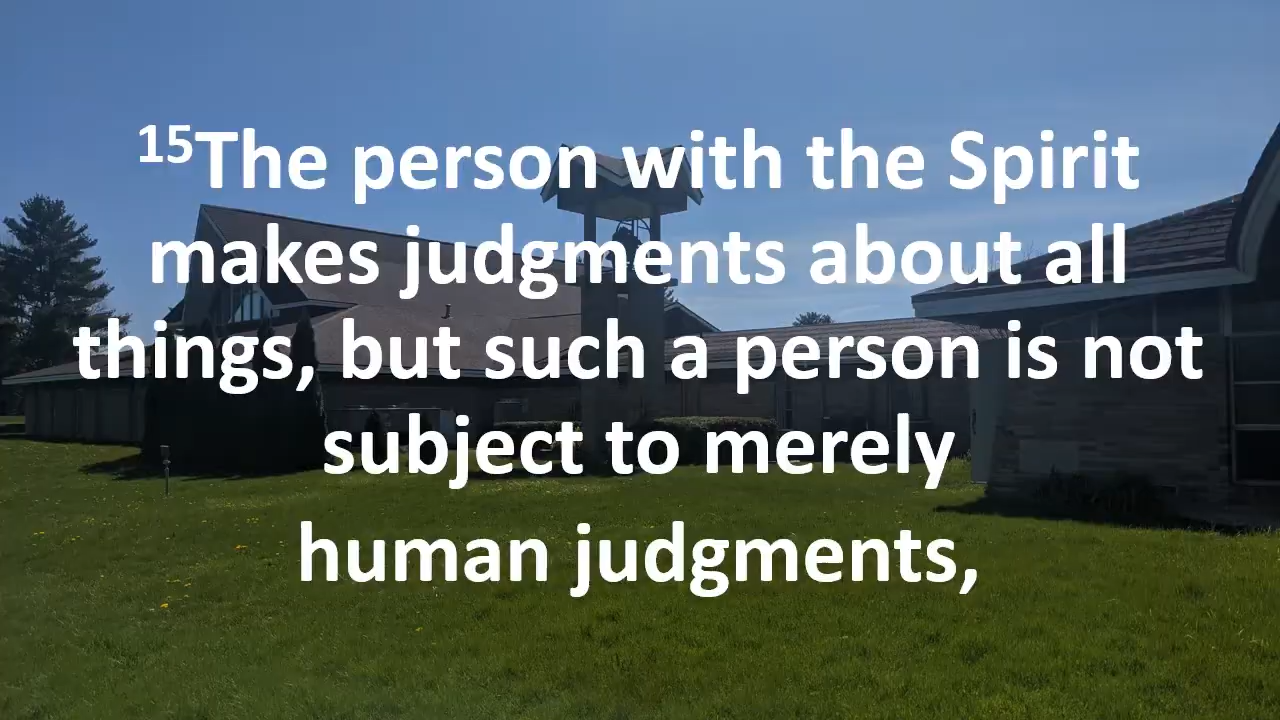 15The person with the Spirit
makes judgments about all
things, but such a person is not
subject to merely
human judgments,